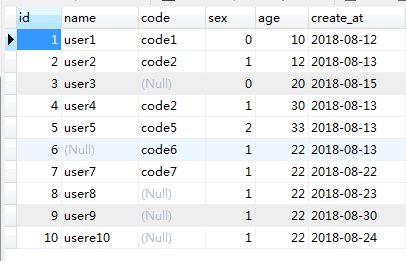 id name code sex age create_at
1 user1 code1 0 10 2018-08-12
2 user2 code2 1 12 2018-08-13
3 user3 (Null) 0 20 2018-08-15
4 user4 code2 1 30 2018-08-13
5 user5 code5 2 33 2018-08-13
6 (Null) code6 1 22 2018-08-13
7 user7 code7 1 22 2018-08-22
8 user8 (Null) 1 22 2018-08-23
9 user9 (Null) 1 22 2018-08-30
10 usere10 (Null) 1 22 2018-08-24